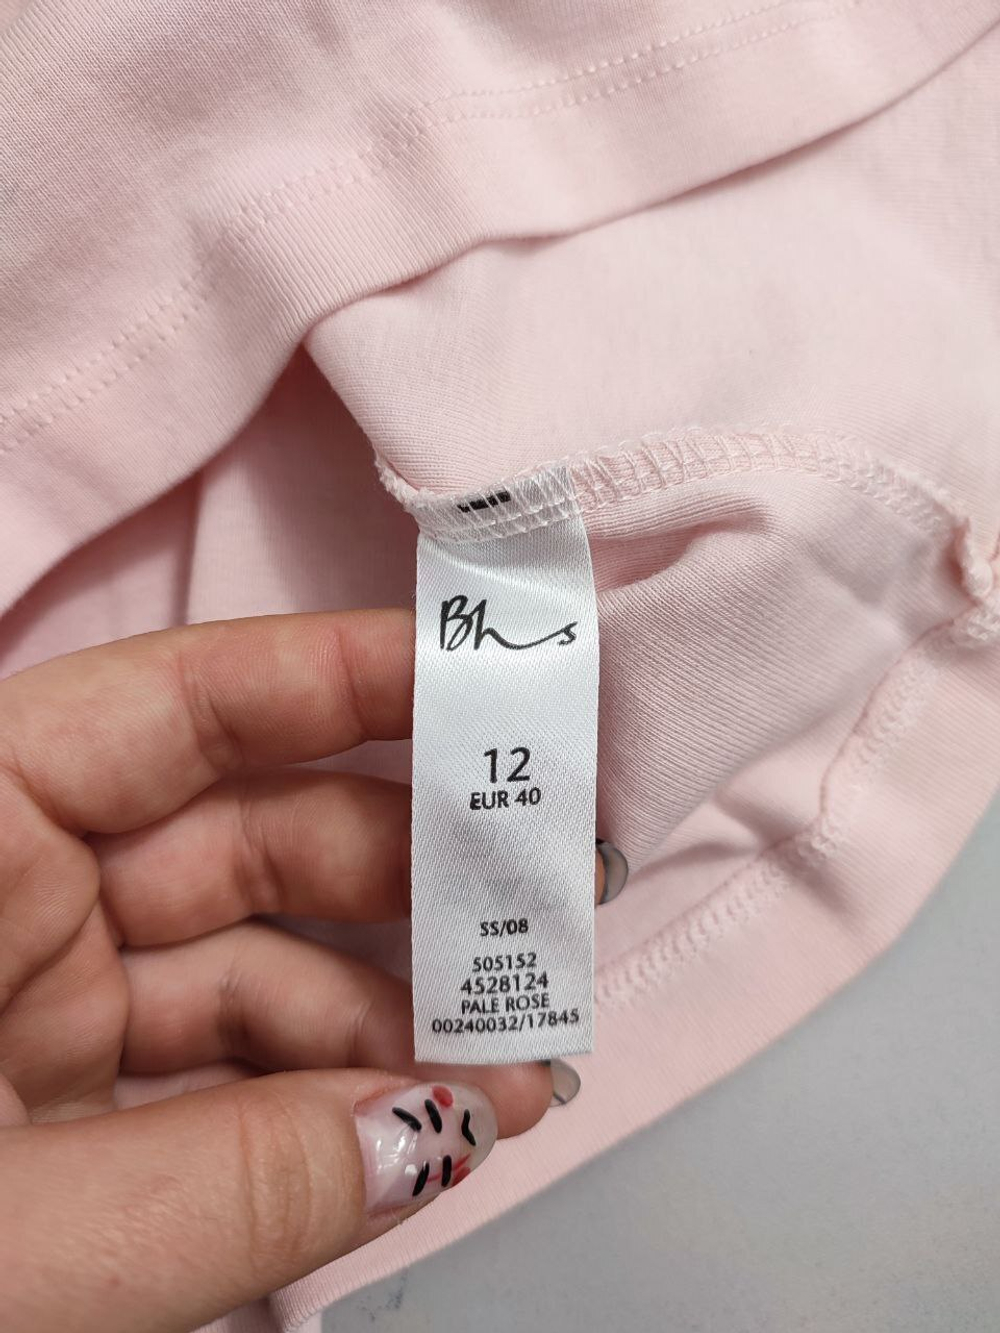 Bhs
12
EUR 40
SS/08
505152
4528124
PALE ROSE
00240032/17845